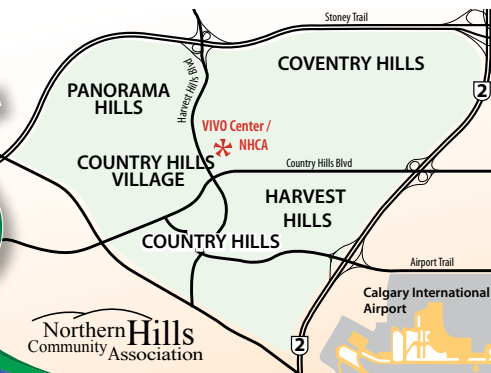 Stoney Trail
COVENTRY HILLS
Harvest Hills Blvd
PANORAMA
HILLS
2
VIVO Center /
NHCA
COUNTRY HILLS
VILLAGE
Country Hills Blvd
HARVEST
HILLS
COUNTRY HILLS
Airport Trail
Calgary International
Airport
Northern Hills
Community Association
2